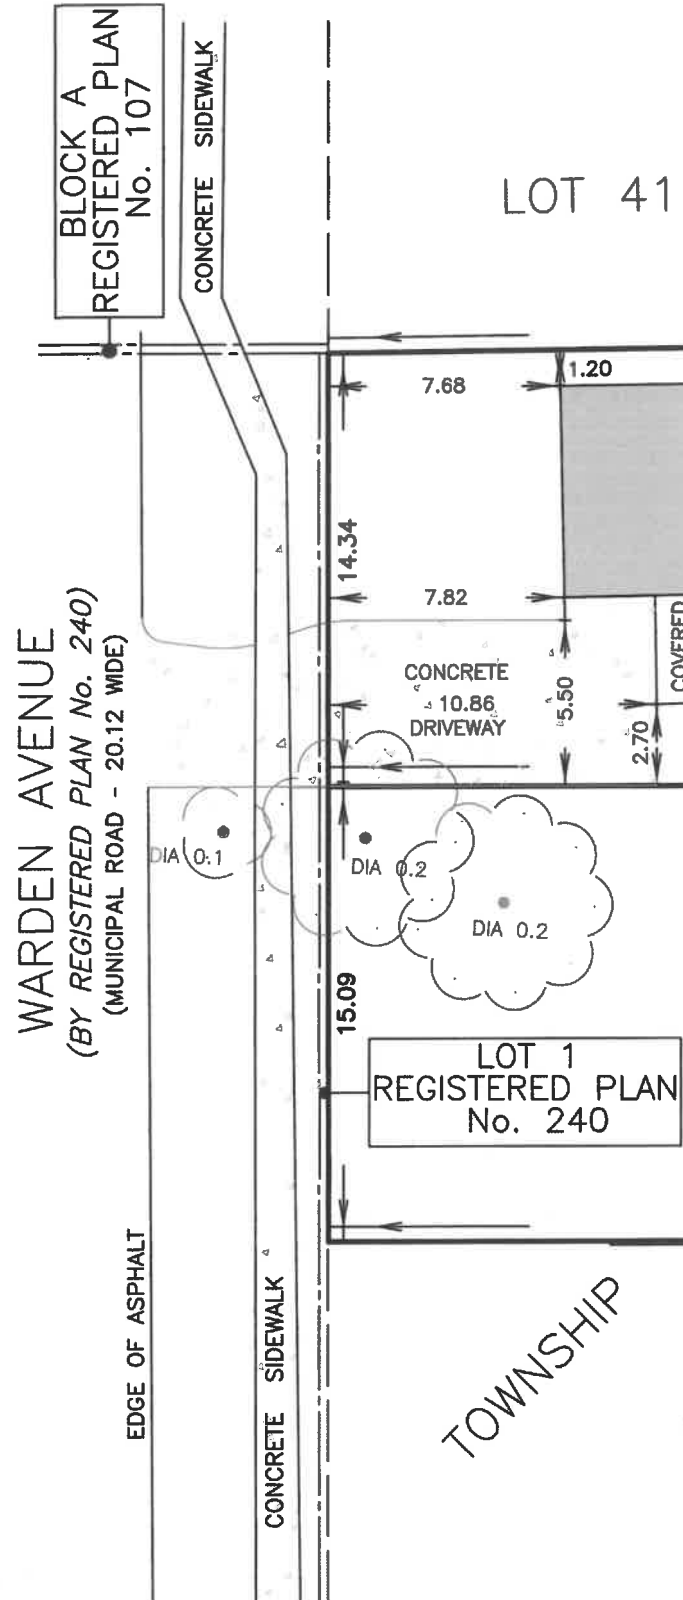 BLOCK A
REGISTERED PLAN
No. 107
CONCRETE SIDEWALK
LOT 41
1.20
7.68
14.34
7.82
COVERED
CONCRETE
10.86
DRIVEWAY
5.50
2.70
WARDEN AVENUE
(BY REGISTERED PLAN No. 240)
(MUNICIPAL ROAD - 20.12 WIDE)
DIA 0.1
DIA 0.2
DIA 0.2
15.09
LOT 1
REGISTERED PLAN
No. 240
EDGE OF ASPHALT
CONCRETE SIDEWALK
TOWNSHIP